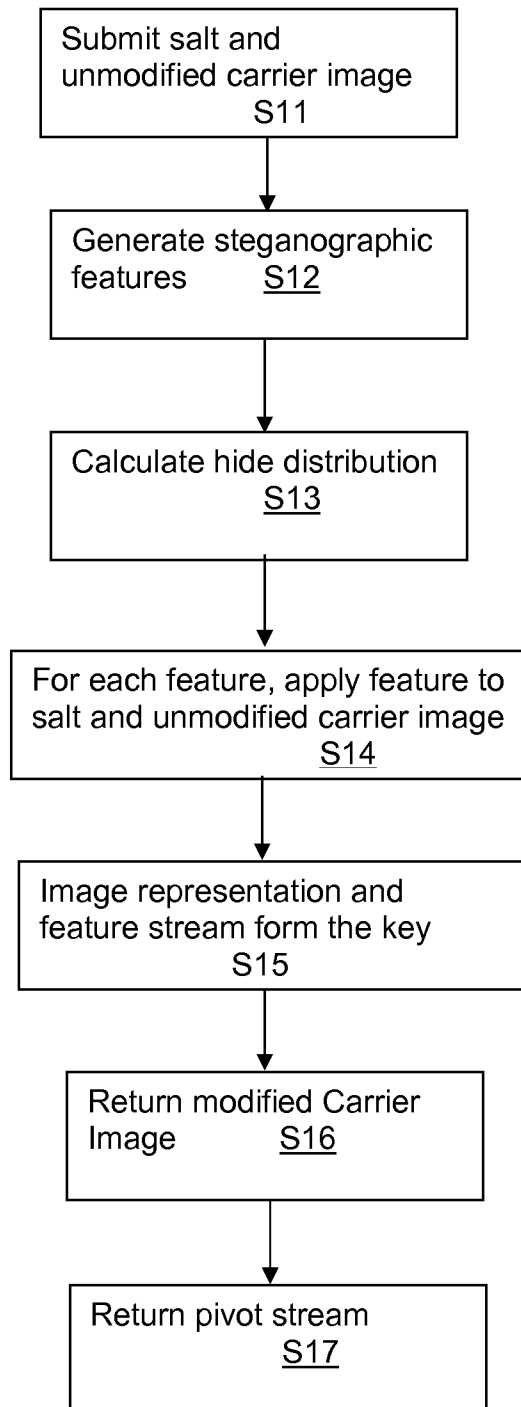 Submit salt and
unmodified carrier image
S11
Generate steganographic
features S12
Calculate hide distribution
S13
For each feature, apply feature to
salt and unmodified carrier image
S14
Image representation and
feature stream form the key
S15
Return modified Carrier
Image S16
Return pivot stream
S17